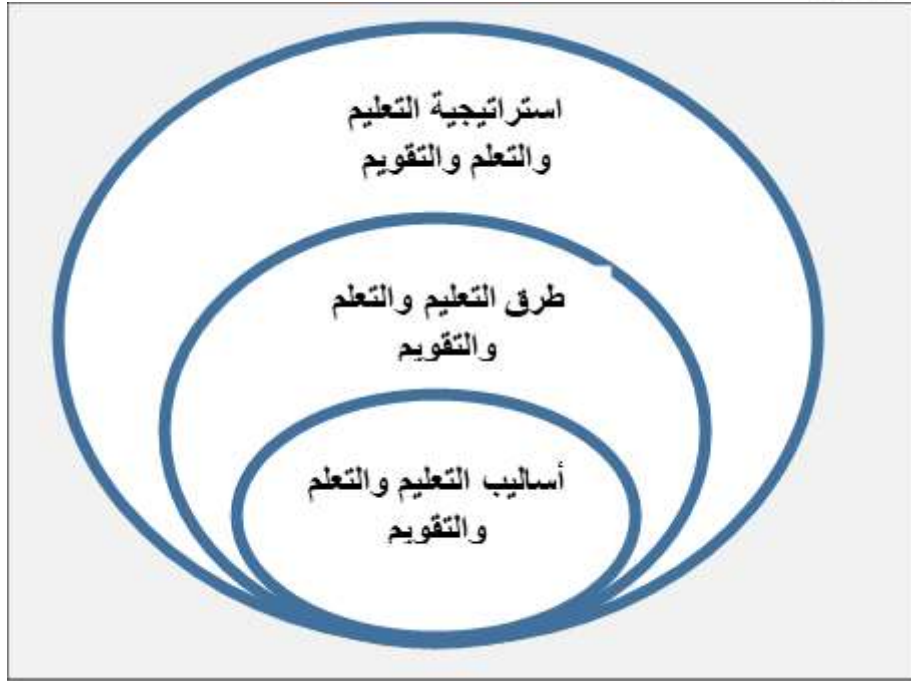 استراتيجية التعليم
والتعلم والتقويم
طرق التعليم والتعلم
والتقويم
أساليب التعليم والتعلم
والتقويم